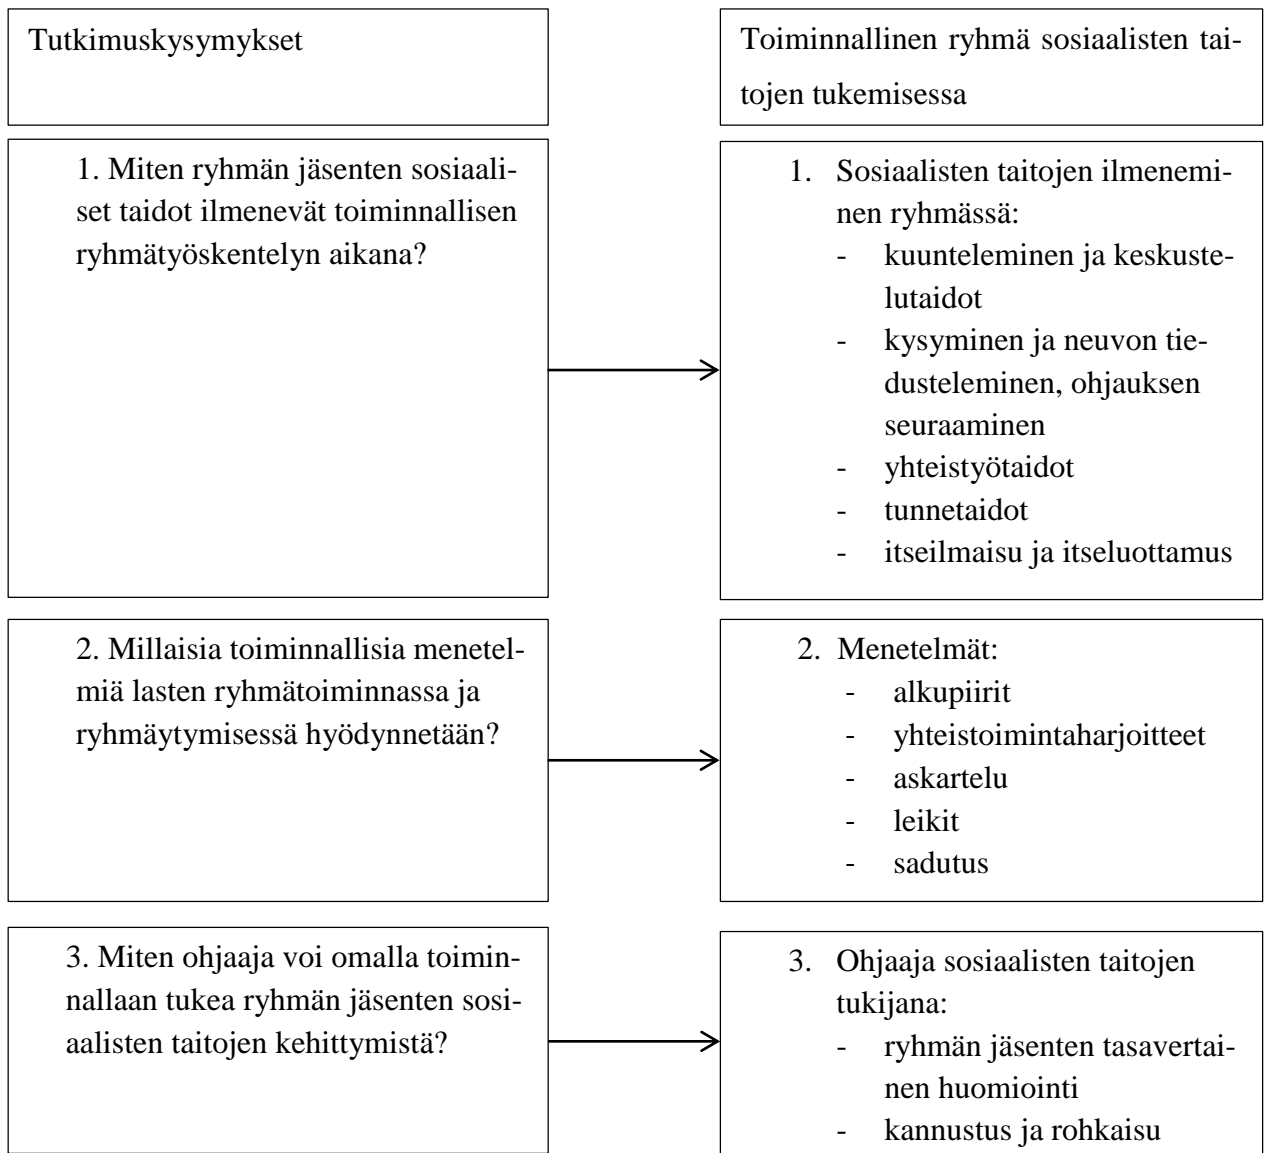 Tutkimuskysymykset
Toiminnallinen ryhmä sosiaalisten tai-
tojen tukemisessa
1. Miten ryhmän jäsenten sosiaali-
set taidot ilmenevät toiminnallisen
ryhmätyöskentelyn aikana?
1. Sosiaalisten taitojen ilmenemi-
nen ryhmässä:
- kuunteleminen ja keskuste-
lutaidot
- kysyminen ja neuvon tie-
dusteleminen, ohjauksen
seuraaminen
- yhteistyötaidot
- tunnetaidot
- itseilmaisu ja itseluottamus
2. Millaisia toiminnallisia menetel-
miä lasten ryhmätoiminnassa ja
ryhmäytymisessä hyödynnetään?
2. Menetelmät:
- alkupiirit
- yhteistoimintaharjoitteet
- askartelu
- leikit
- sadutus
3. Miten ohjaaja voi omalla toimin-
nallaan tukea ryhmän jäsenten sosi-
aalisten taitojen kehittymistä?
3. Ohjaaja sosiaalisten taitojen
tukijana:
- ryhmän jäsenten tasavertai-
nen huomiointi
- kannustus ja rohkaisu